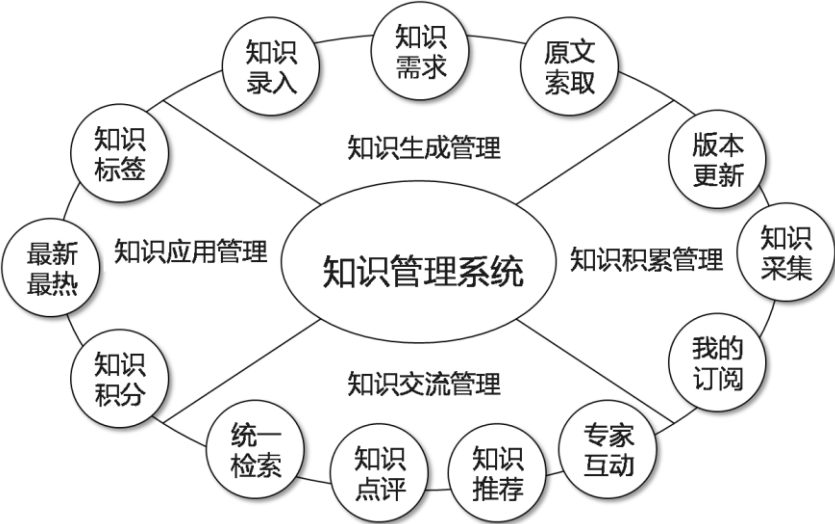 知识
录入
知识
需求
原文
索取
知识
标签
知识生成管理
版本
更新
最新
最热
知识应用管理
知识管理系统
知识积累管理
知识
采集
知识
积分
知识交流管理
我的
订阅
统一
检索
知识
点评
知识
推荐
专家
互动